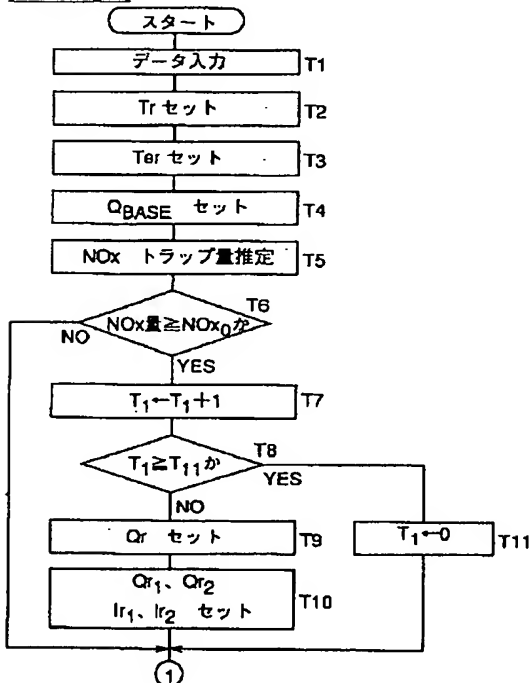 スタート
データ入力 T1
Tr セット T2
Ter セット T3
QBASE セット T4
NOx トラップ量推定 T5
T6
NOx量≧NOx0か
NO
YES
T1←T1+1 T7
T8
T1≧T11か
YES
NO
Qr セット T9
T1←0 T11
Qr1、Qr2
Ir1、Ir2 セット T10
1